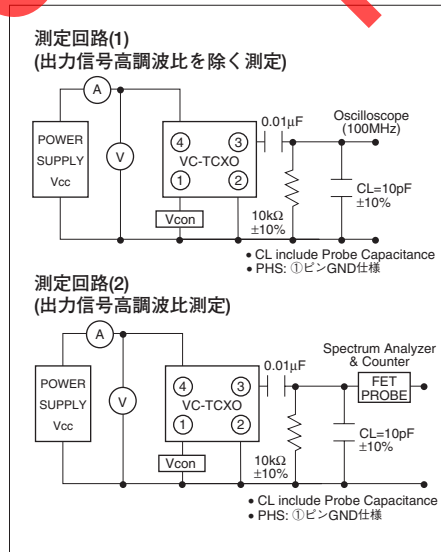 測定回路(1)
(出力信号高調波比を除く測定)
A
POWER
SUPPLY
Vcc
V
4
3
VC-TCXO
1
2
Vcon
0.01μF
Oscilloscope
(100MHz)
10kΩ
±10%
CL=10pF
±10%
• CL include Probe Capacitance
• PHS: ①ピンGND仕様
測定回路(2)
(出力信号高調波比測定)
A
POWER
SUPPLY
Vcc
V
4
3
VC-TCXO
1
2
Vcon
0.01μF
Spectrum Analyzer
& Counter
FET
PROBE
10kΩ
±10%
CL=10pF
±10%
• CL include Probe Capacitance
• PHS: ①ピンGND仕様